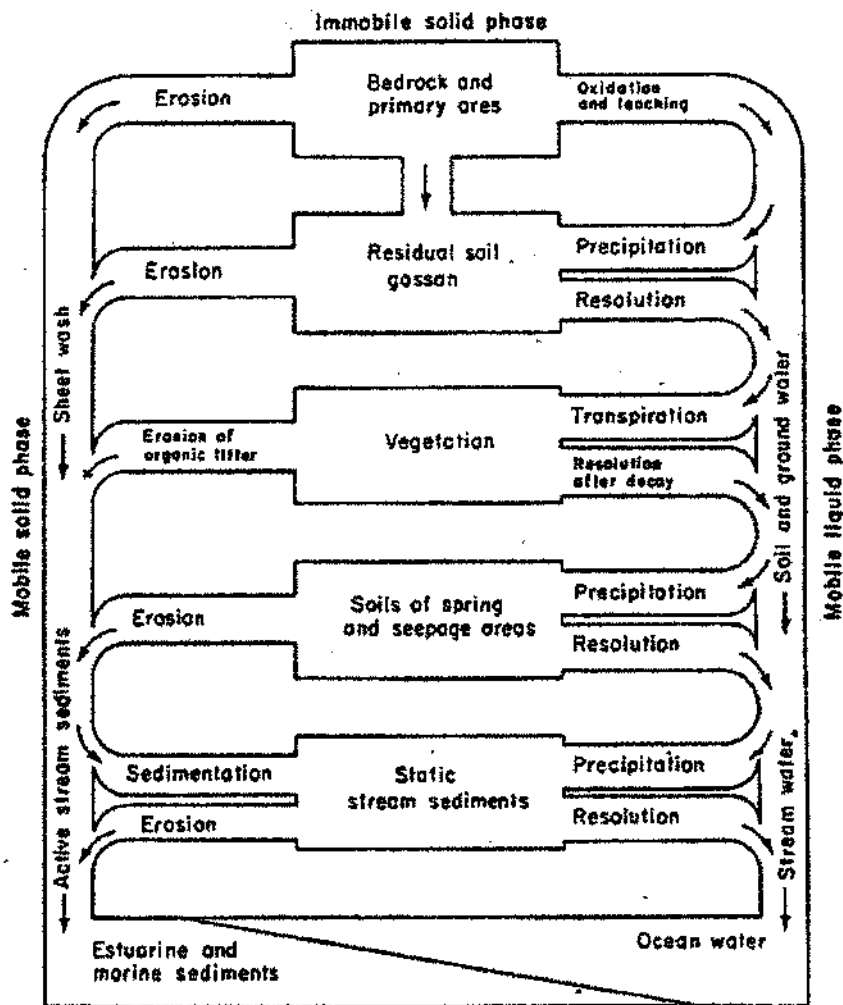 Immobile solid phase
Bedrock and
primary ores
Erosion
Oxidation
and leaching
Residual soil
gossan
Erosion
Precipitation
Resolution
Sheet wash
Mobile solid phase
Vegetation
Erosion of
organic litter
Transpiration
Resolution
after decay
Soil and ground water
Mobile liquid phase
Soils of spring
and seepage areas
Erosion
Precipitation
Resolution
Active stream sediments
Static
stream sediments
Sedimentation
Erosion
Precipitation
Resolution
Stream water
Estuarine and
marine sediments
Ocean water